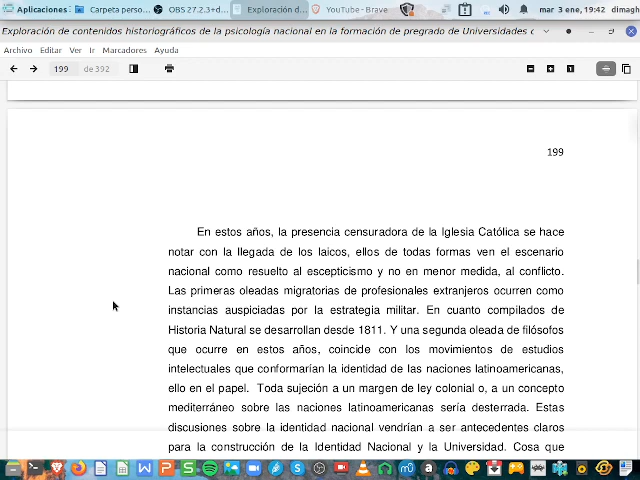 Aplicaciones
Carpeta perso...
OBS 27.2.3+d...
Exploración d...
YouTube - Brave
mar 3 ene, 19:42
dimagh
Exploración de contenidos historiográficos de la psicología nacional en la formación de pregrado de Universidades c
Archivo Editar Ver Ir Marcadores Ayuda
199 de 392
199
En estos años, la presencia censuradora de la Iglesia Católica se hace
notar con la llegada de los laicos, ellos de todas formas ven el escenario
nacional como resuelto al escepticismo y no en menor medida, al conflicto.
Las primeras oleadas migratorias de profesionales extranjeros ocurren como
instancias auspiciadas por la estrategia militar. En cuanto compilados de
Historia Natural se desarrollan desde 1811. Y una segunda oleada de filósofos
que ocurre en estos años, coincide con los movimientos de estudios
intelectuales que conformarían la identidad de las naciones latinoamericanas,
ello en el papel. Toda sujeción a un margen de ley colonial o, a un concepto
mediterráneo sobre las naciones latinoamericanas sería desterrada. Estas
discusiones sobre la identidad nacional vendrían a ser antecedentes claros
para la construcción de la Identidad Nacional y la Universidad. Cosa que